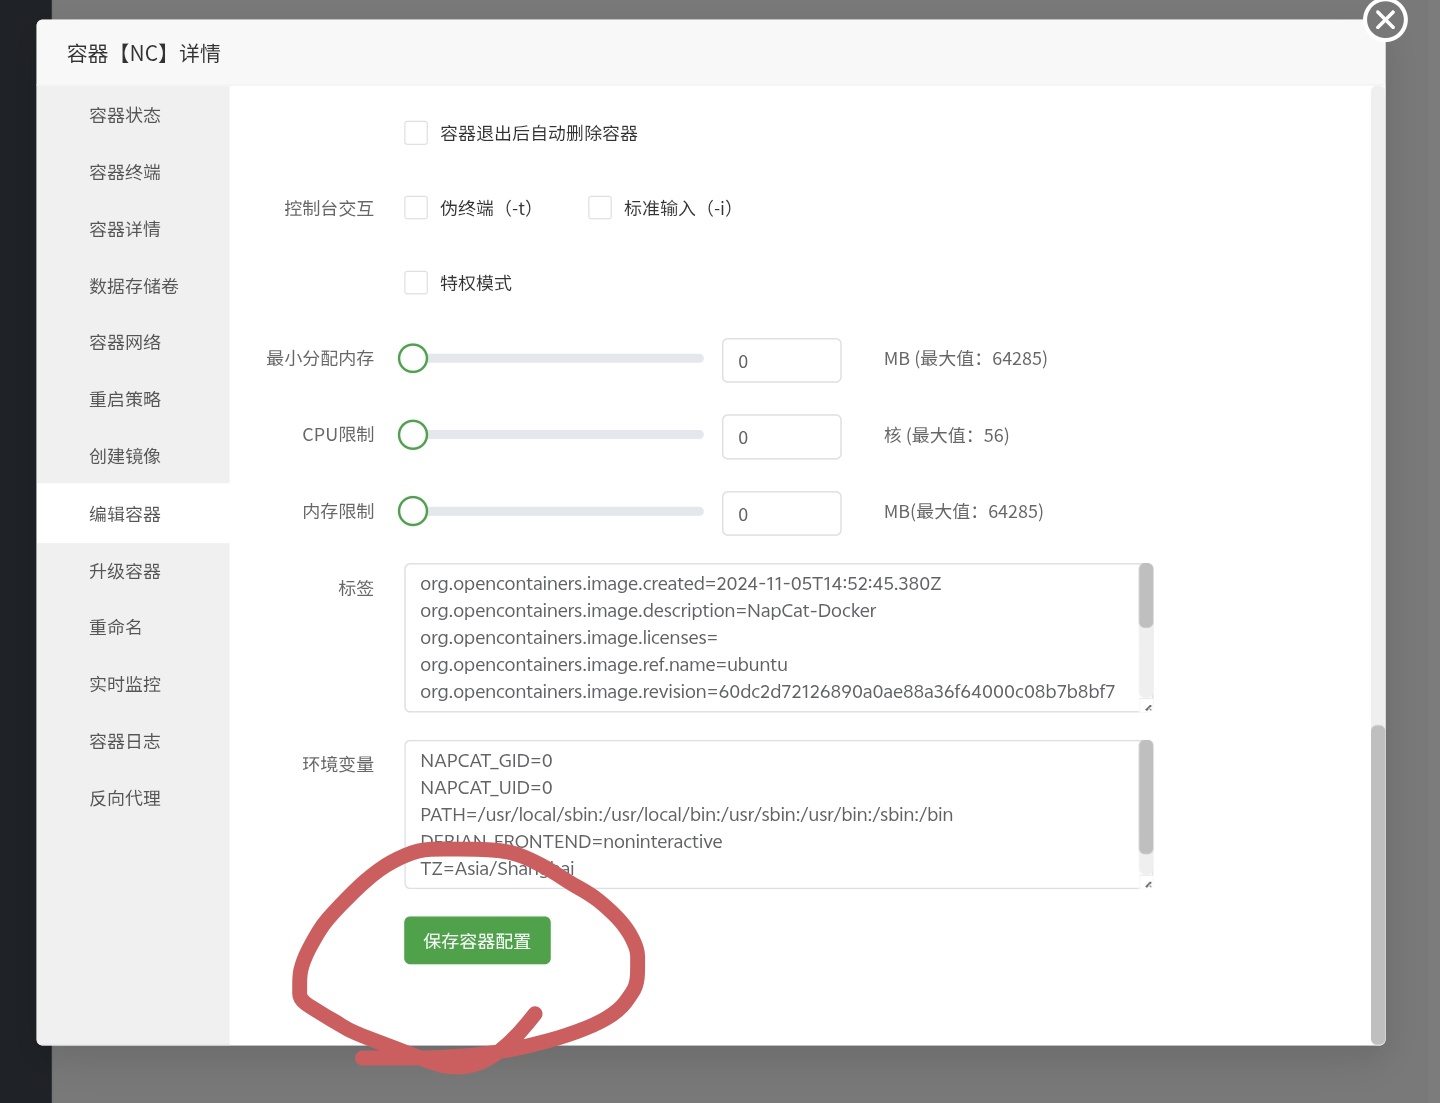 容器【NC】详情
容器状态
容器终端
容器详情
数据存储卷
容器网络
重启策略
创建镜像
编辑容器
升级容器
重命名
实时监控
容器日志
反向代理
容器退出后自动删除容器
控制台交互 伪终端（-t） 标准输入（-i）
特权模式
最小分配内存 0 MB (最大值：64285)
CPU限制 0 核 (最大值：56)
内存限制 0 MB(最大值：64285)
标签
org.opencontainers.image.created=2024-11-05T14:52:45.380Z
org.opencontainers.image.description=NapCat-Docker
org.opencontainers.image.licenses=
org.opencontainers.image.ref.name=ubuntu
org.opencontainers.image.revision=60dc2d72126890a0ae88a36f64000c08b7b8bf7
环境变量
NAPCAT_GID=0
NAPCAT_UID=0
PATH=/usr/local/sbin:/usr/local/bin:/usr/sbin:/usr/bin:/sbin:/bin
DEBIAN_FRONTEND=noninteractive
TZ=Asia/Shanghai
保存容器配置